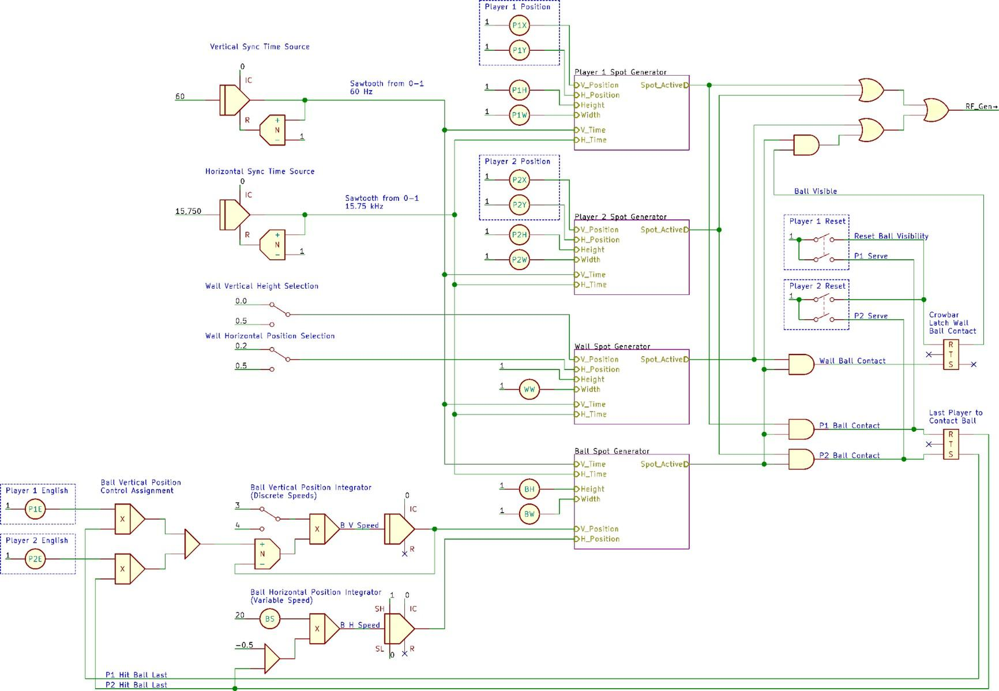 Player 1 Position
1
P1X
1
P1Y
Vertical Sync Time Source
0
IC
60
R
+
N
−
1
Sawtooth from 0−1
60 Hz
1
P1H
1
P1W
Player 1 Spot Generator
V_Position
H_Position
Height
Width
V_Time
H_Time
Spot_Active
RF_Gen→
Horizontal Sync Time Source
0
IC
15,750
R
+
N
−
1
Sawtooth from 0−1
15.75 kHz
Player 2 Position
1
P2X
1
P2Y
1
P2H
1
P2W
Player 2 Spot Generator
V_Position
H_Position
Height
Width
V_Time
H_Time
Spot_Active
Ball Visible
Player 1 Reset
1
Reset Ball Visibility
P1 Serve
Player 2 Reset
1
P2 Serve
Wall Vertical Height Selection
0.0
0.5
Wall Horizontal Position Selection
0.2
0.5
1
1
WW
Wall Spot Generator
V_Position
H_Position
Height
Width
V_Time
H_Time
Spot_Active
Wall Ball Contact
Crowbar
Latch Wall
Ball Contact
R
T
S
P1 Ball Contact
P2 Ball Contact
Last Player to
Contact Ball
R
T
S
Ball Spot Generator
V_Time
H_Time
Height
Width
V_Position
H_Position
Spot_Active
1
BH
1
BW
Player 1 English
1
P1E
Player 2 English
1
P2E
Ball Vertical Position
Control Assignment
X
X
Ball Vertical Position Integrator
(Discrete Speeds)
3
4
+
N
−
X
B V Speed
0
IC
R
Ball Horizontal Position Integrator
(Variable Speed)
20
BS
−0.5
X
B H Speed
1
0
SH
IC
SL
R
0
P1 Hit Ball Last
P2 Hit Ball Last